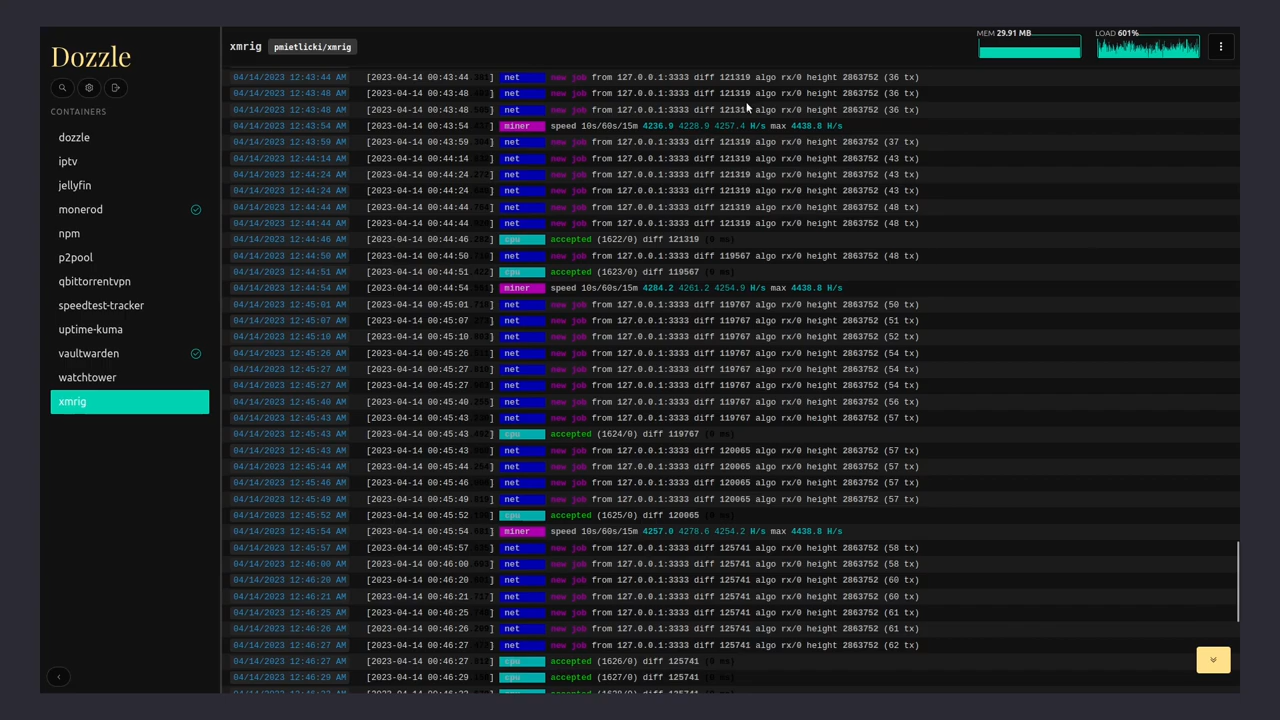 Dozzle
CONTAINERS
dozzle
iptv
jellyfin
monerod
npm
p2pool
qbittorrentvpn
speedtest-tracker
uptime-kuma
vaultwarden
watchtower
xmrig
xmrig pmietlicki/xmrig
MEM 29.91 MB
LOAD 601%
04/14/2023 12:43:44 AM [2023-04-14 00:43:44 ] net new job from 127.0.0.1:3333 diff 121319 algo rx/0 height 2863752 (36 tx)
04/14/2023 12:43:48 AM [2023-04-14 00:43:48 ] net new job from 127.0.0.1:3333 diff 121319 algo rx/0 height 2863752 (36 tx)
04/14/2023 12:43:48 AM [2023-04-14 00:43:48 ] net new job from 127.0.0.1:3333 diff 121319 algo rx/0 height 2863752 (36 tx)
04/14/2023 12:43:54 AM [2023-04-14 00:43:54 ] miner speed 10s/60s/15m 4236.9 4228.9 4257.4 H/s max 4438.8 H/s
04/14/2023 12:43:59 AM [2023-04-14 00:43:59 ] net new job from 127.0.0.1:3333 diff 121319 algo rx/0 height 2863752 (37 tx)
04/14/2023 12:44:14 AM [2023-04-14 00:44:14 ] net new job from 127.0.0.1:3333 diff 121319 algo rx/0 height 2863752 (43 tx)
04/14/2023 12:44:24 AM [2023-04-14 00:44:24 ] net new job from 127.0.0.1:3333 diff 121319 algo rx/0 height 2863752 (43 tx)
04/14/2023 12:44:24 AM [2023-04-14 00:44:24 ] net new job from 127.0.0.1:3333 diff 121319 algo rx/0 height 2863752 (43 tx)
04/14/2023 12:44:44 AM [2023-04-14 00:44:44 ] net new job from 127.0.0.1:3333 diff 121319 algo rx/0 height 2863752 (48 tx)
04/14/2023 12:44:44 AM [2023-04-14 00:44:44 ] net new job from 127.0.0.1:3333 diff 121319 algo rx/0 height 2863752 (48 tx)
04/14/2023 12:44:46 AM [2023-04-14 00:44:46 ] cpu accepted (1622/0) diff 121319 (0 ms)
04/14/2023 12:44:50 AM [2023-04-14 00:44:50 ] net new job from 127.0.0.1:3333 diff 119567 algo rx/0 height 2863752 (48 tx)
04/14/2023 12:44:51 AM [2023-04-14 00:44:51 ] cpu accepted (1623/0) diff 119567 (0 ms)
04/14/2023 12:44:54 AM [2023-04-14 00:44:54 ] miner speed 10s/60s/15m 4284.2 4261.2 4254.9 H/s max 4438.8 H/s
04/14/2023 12:45:01 AM [2023-04-14 00:45:01 ] net new job from 127.0.0.1:3333 diff 119767 algo rx/0 height 2863752 (50 tx)
04/14/2023 12:45:07 AM [2023-04-14 00:45:07 ] net new job from 127.0.0.1:3333 diff 119767 algo rx/0 height 2863752 (51 tx)
04/14/2023 12:45:10 AM [2023-04-14 00:45:10 ] net new job from 127.0.0.1:3333 diff 119767 algo rx/0 height 2863752 (52 tx)
04/14/2023 12:45:26 AM [2023-04-14 00:45:26 ] net new job from 127.0.0.1:3333 diff 119767 algo rx/0 height 2863752 (54 tx)
04/14/2023 12:45:27 AM [2023-04-14 00:45:27 ] net new job from 127.0.0.1:3333 diff 119767 algo rx/0 height 2863752 (54 tx)
04/14/2023 12:45:27 AM [2023-04-14 00:45:27 ] net new job from 127.0.0.1:3333 diff 119767 algo rx/0 height 2863752 (54 tx)
04/14/2023 12:45:40 AM [2023-04-14 00:45:40 ] net new job from 127.0.0.1:3333 diff 119767 algo rx/0 height 2863752 (56 tx)
04/14/2023 12:45:43 AM [2023-04-14 00:45:43 ] net new job from 127.0.0.1:3333 diff 119767 algo rx/0 height 2863752 (57 tx)
04/14/2023 12:45:43 AM [2023-04-14 00:45:43 ] cpu accepted (1624/0) diff 119767 (0 ms)
04/14/2023 12:45:43 AM [2023-04-14 00:45:43 ] net new job from 127.0.0.1:3333 diff 120065 algo rx/0 height 2863752 (57 tx)
04/14/2023 12:45:44 AM [2023-04-14 00:45:44 ] net new job from 127.0.0.1:3333 diff 120065 algo rx/0 height 2863752 (57 tx)
04/14/2023 12:45:46 AM [2023-04-14 00:45:46 ] net new job from 127.0.0.1:3333 diff 120065 algo rx/0 height 2863752 (57 tx)
04/14/2023 12:45:49 AM [2023-04-14 00:45:49 ] net new job from 127.0.0.1:3333 diff 120065 algo rx/0 height 2863752 (57 tx)
04/14/2023 12:45:52 AM [2023-04-14 00:45:52 ] cpu accepted (1625/0) diff 120065 (0 ms)
04/14/2023 12:45:54 AM [2023-04-14 00:45:54 ] miner speed 10s/60s/15m 4257.0 4278.6 4254.2 H/s max 4438.8 H/s
04/14/2023 12:45:57 AM [2023-04-14 00:45:57 ] net new job from 127.0.0.1:3333 diff 125741 algo rx/0 height 2863752 (58 tx)
04/14/2023 12:46:00 AM [2023-04-14 00:46:00 ] net new job from 127.0.0.1:3333 diff 125741 algo rx/0 height 2863752 (58 tx)
04/14/2023 12:46:20 AM [2023-04-14 00:46:20 ] net new job from 127.0.0.1:3333 diff 125741 algo rx/0 height 2863752 (60 tx)
04/14/2023 12:46:21 AM [2023-04-14 00:46:21 ] net new job from 127.0.0.1:3333 diff 125741 algo rx/0 height 2863752 (60 tx)
04/14/2023 12:46:25 AM [2023-04-14 00:46:25 ] net new job from 127.0.0.1:3333 diff 125741 algo rx/0 height 2863752 (61 tx)
04/14/2023 12:46:26 AM [2023-04-14 00:46:26 ] net new job from 127.0.0.1:3333 diff 125741 algo rx/0 height 2863752 (61 tx)
04/14/2023 12:46:27 AM [2023-04-14 00:46:27 ] net new job from 127.0.0.1:3333 diff 125741 algo rx/0 height 2863752 (62 tx)
04/14/2023 12:46:27 AM [2023-04-14 00:46:27 ] cpu accepted (1626/0) diff 125741 (0 ms)
04/14/2023 12:46:29 AM [2023-04-14 00:46:29 ] cpu accepted (1627/0) diff 125741 (0 ms)